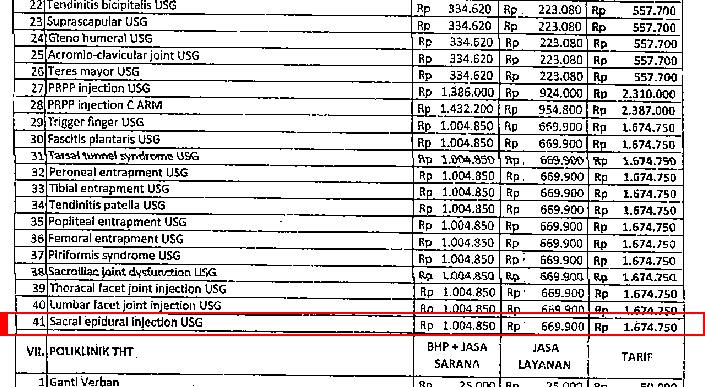 22 Tendinitis bicipitalis USG Rp 334.620 Rp 223.080 Rp 557.700
23 Suprascapular USG Rp 334.620 Rp 223.080 Rp 557.700
24 Gleno humeral USG Rp 334.620 Rp 223.080 Rp 557.700
25 Acromio-clavicular joint USG Rp 334.620 Rp 223.080 Rp 557.700
26 Teres mayor USG Rp 334.620 Rp 223.080 Rp 557.700
27 PRPP injection USG Rp 1.386.000 Rp 924.000 Rp 2.310.000
28 PRPP injection C ARM Rp 1.432.200 Rp 954.800 Rp 2.387.000
29 Trigger finger USG Rp 1.004.850 Rp 669.900 Rp 1.674.750
30 Fascitis plantaris USG Rp 1.004.850 Rp 669.900 Rp 1.674.750
31 Tarsal tunnel syndrome USG Rp 1.004.850 Rp 669.900 Rp 1.674.750
32 Peroneal entrapment USG Rp 1.004.850 Rp 669.900 Rp 1.674.750
33 Tibial entrapment USG Rp 1.004.850 Rp 669.900 Rp 1.674.750
34 Tendinitis patella USG Rp 1.004.850 Rp 669.900 Rp 1.674.750
35 Popliteal entrapment USG Rp 1.004.850 Rp 669.900 Rp 1.674.750
36 Femoral entrapment USG Rp 1.004.850 Rp 669.900 Rp 1.674.750
37 Piriformis syndrome USG Rp 1.004.850 Rp 669.900 Rp 1.674.750
38 Sacroiliac joint dysfunction USG Rp 1.004.850 Rp 669.900 Rp 1.674.750
39 Thoracal facet joint injection USG Rp 1.004.850 Rp 669.900 Rp 1.674.750
40 Lumbar facet joint injection USG Rp 1.004.850 Rp 669.900 Rp 1.674.750
41 Sacral epidural injection USG Rp 1.004.850 Rp 669.900 Rp 1.674.750
VII. POLIKLINIK THT BHP + JASA SARANA JASA LAYANAN TARIF
1 Ganti Verban Rp 25.000 Rp 25.000 Rp 50.000